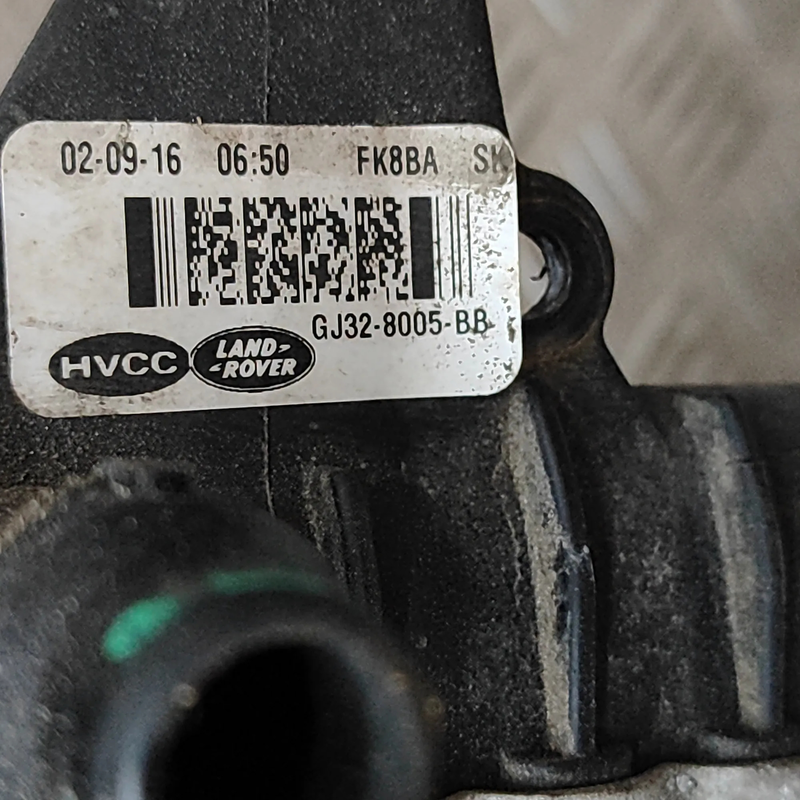 02-09-16 06:50 FK8BA SK
GJ32-8005-BB
HVCC LAND-
-ROVER